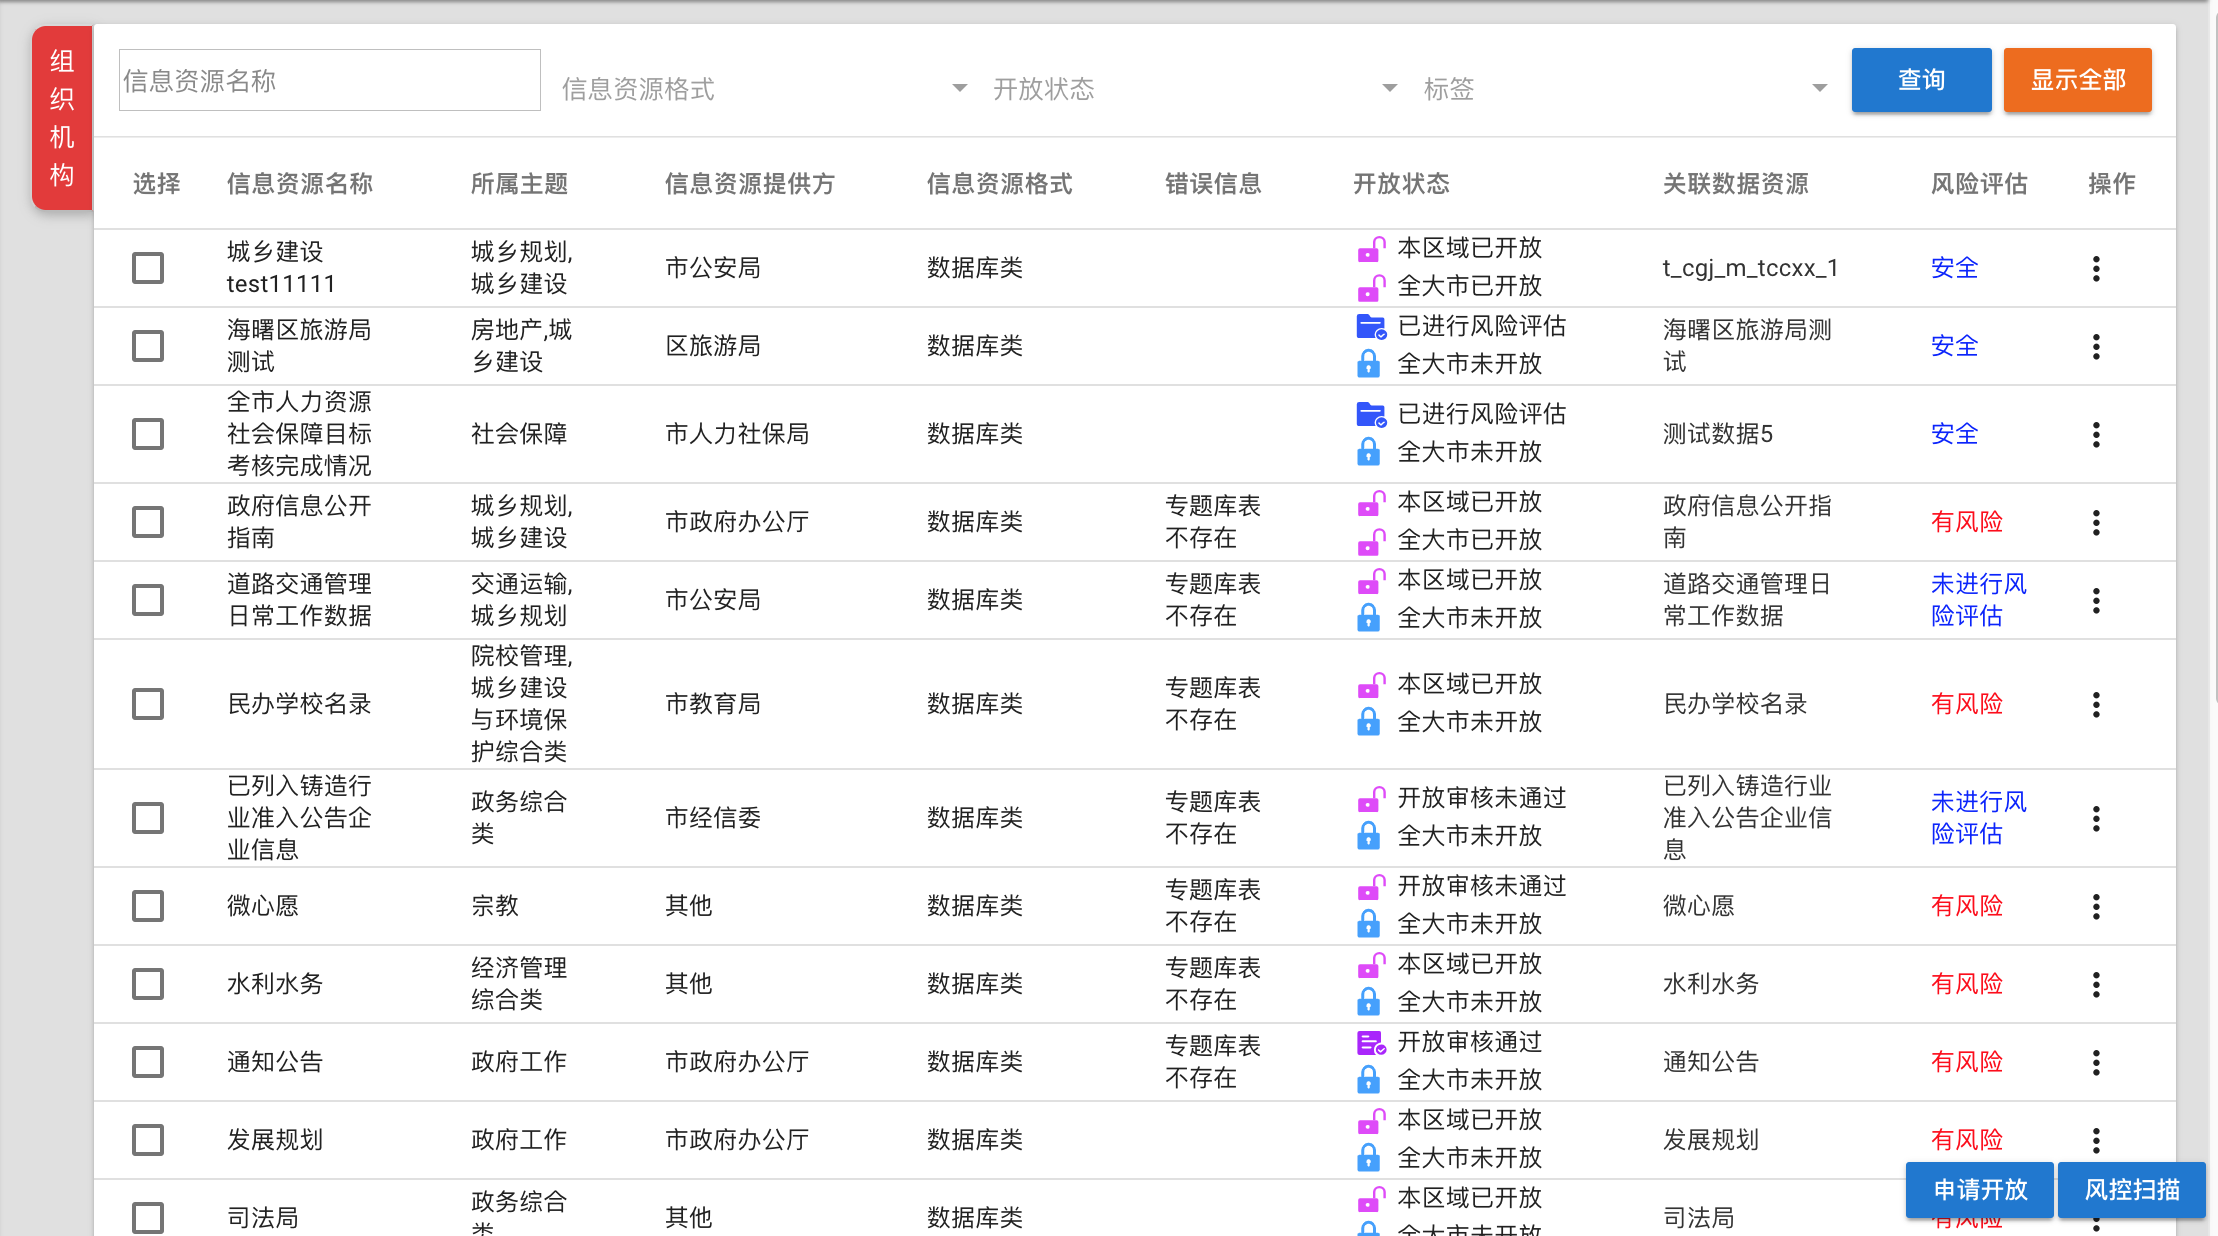 组
织
机
构
信息资源名称
信息资源格式
开放状态
标签
查询
显示全部
选择 信息资源名称 所属主题 信息资源提供方 信息资源格式 错误信息 开放状态 关联数据资源 风险评估 操作
城乡建设
test11111
城乡规划,
城乡建设
市公安局
数据库类
本区域已开放
全大市已开放
t_cgj_m_tccxx_1
安全
海曙区旅游局
测试
房地产,城
乡建设
区旅游局
数据库类
已进行风险评估
全大市未开放
海曙区旅游局测
试
安全
全市人力资源
社会保障目标
考核完成情况
社会保障
市人力社保局
数据库类
已进行风险评估
全大市未开放
测试数据5
安全
政府信息公开
指南
城乡规划,
城乡建设
市政府办公厅
数据库类
专题库表
不存在
本区域已开放
全大市已开放
政府信息公开指
南
有风险
道路交通管理
日常工作数据
交通运输,
城乡规划
市公安局
数据库类
专题库表
不存在
本区域已开放
全大市未开放
道路交通管理日
常工作数据
未进行风
险评估
民办学校名录
院校管理,
城乡建设
与环境保
护综合类
市教育局
数据库类
专题库表
不存在
本区域已开放
全大市未开放
民办学校名录
有风险
已列入铸造行
业准入公告企
业信息
政务综合
类
市经信委
数据库类
专题库表
不存在
开放审核未通过
全大市未开放
已列入铸造行业
准入公告企业信
息
未进行风
险评估
微心愿
宗教
其他
数据库类
专题库表
不存在
开放审核未通过
全大市未开放
微心愿
有风险
水利水务
经济管理
综合类
其他
数据库类
专题库表
不存在
本区域已开放
全大市未开放
水利水务
有风险
通知公告
政府工作
市政府办公厅
数据库类
专题库表
不存在
开放审核通过
全大市未开放
通知公告
有风险
发展规划
政府工作
市政府办公厅
数据库类
本区域已开放
全大市未开放
发展规划
有风险
司法局
政务综合
类
其他
数据库类
本区域已开放
全大市未开放
司法局
有风险
申请开放
风控扫描